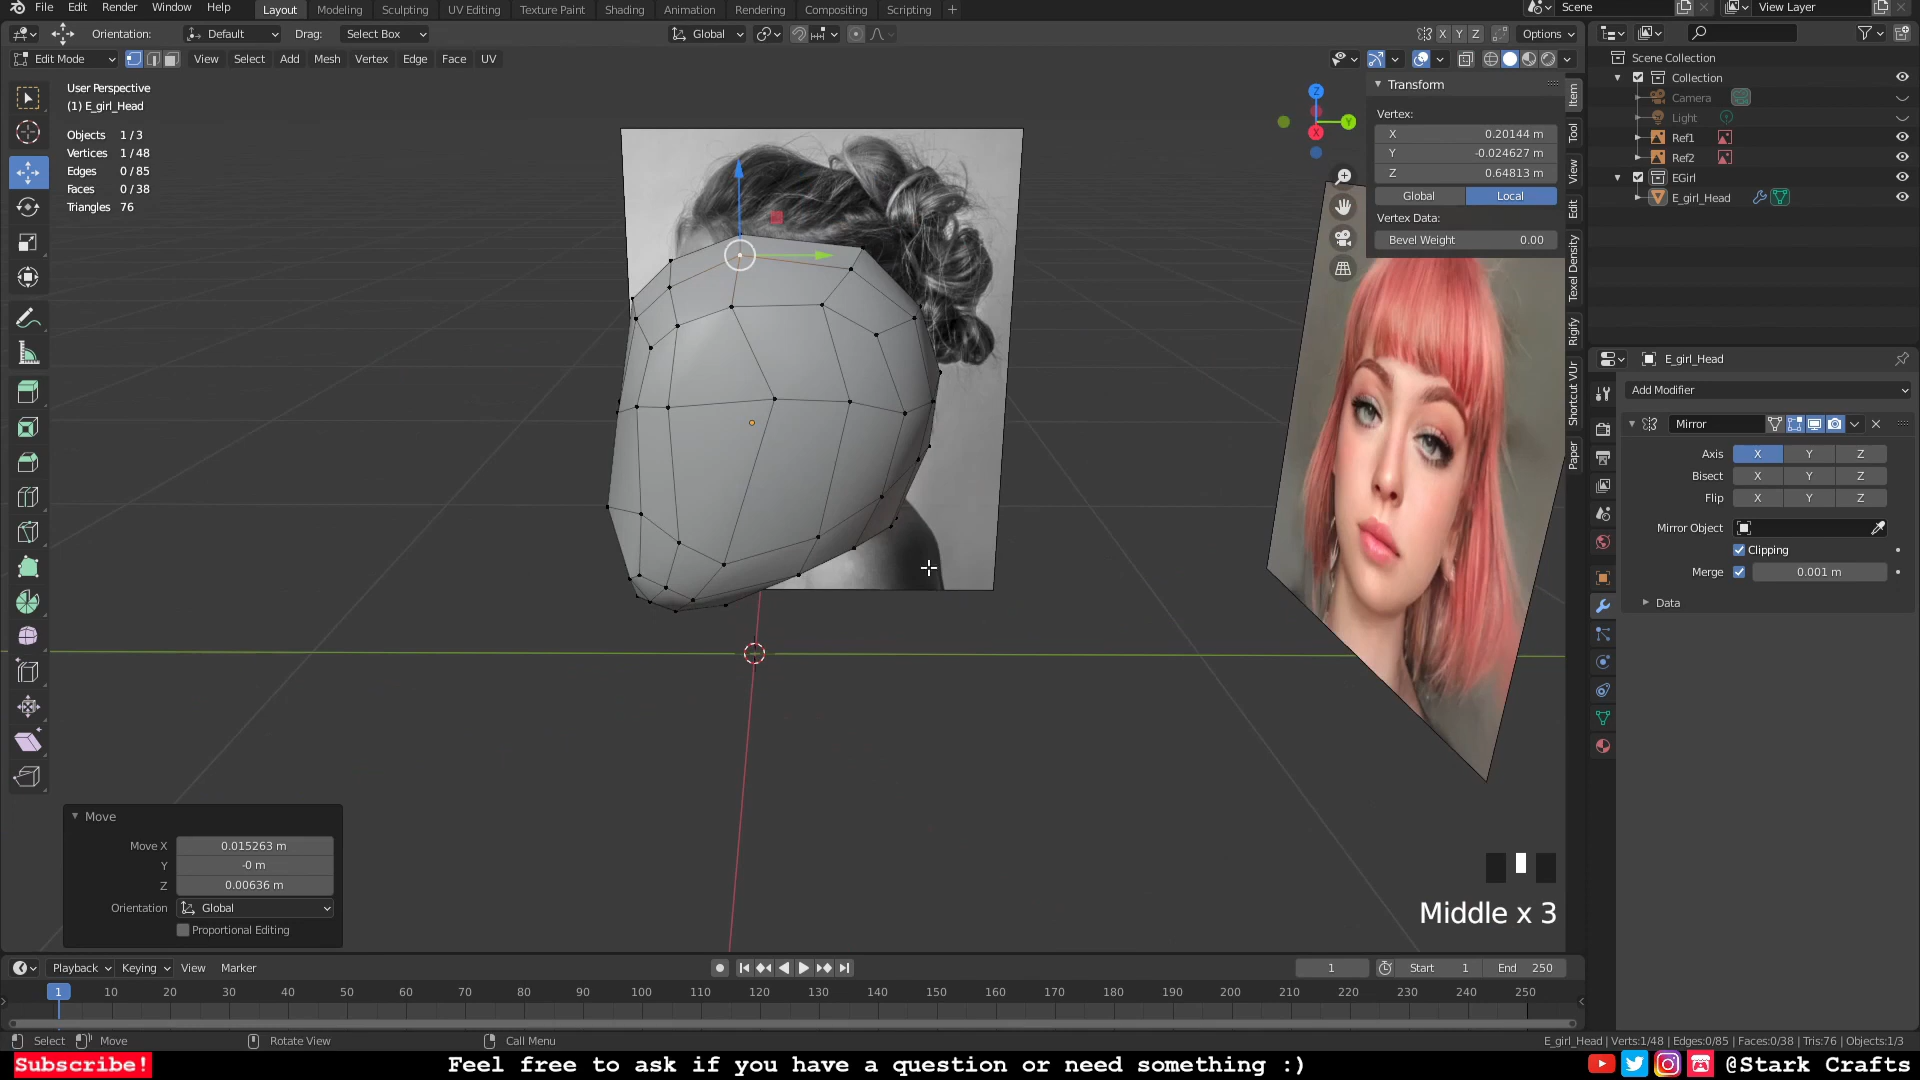 File Edit Render Window Help Layout Modeling Sculpting UV Editing Texture Paint Shading Animation Rendering Compositing Scripting + Scene View Layer
Orientation: Default Drag: Select Box Global X Y Z Options
Edit Mode View Select Add Mesh Vertex Edge Face UV
User Perspective
(1) E_girl_Head
Objects 1 / 3
Vertices 1 / 48
Edges 0 / 85
Faces 0 / 38
Triangles 76
Z
Y
X
Transform
Vertex:
X 0.20144 m
Y -0.024627 m
Z 0.64813 m
Global Local
Vertex Data:
Bevel Weight 0.00
Item
Tool
View
Edit
Texel Density
Rigify
Shortcut VUr
Paper
Scene Collection
Collection
Camera
Light
Ref1
Ref2
EGirl
E_girl_Head
E_girl_Head
Add Modifier
Mirror
Axis X Y Z
Bisect X Y Z
Flip X Y Z
Mirror Object
Clipping
Merge 0.001 m
Data
Move
Move X 0.015263 m
Y -0 m
Z 0.00636 m
Orientation Global
Proportional Editing
Middle x 3
Playback Keying View Marker 1 Start 1 End 250
1 10 20 30 40 50 60 70 80 90 100 110 120 130 140 150 160 170 180 190 200 210 220 230 240 250
Select Move Rotate View Call Menu E_girl_Head | Verts:1/48 | Edges:0/85 | Faces:0/38 | Tris:76 | Objects:1/3
Subscribe! Feel free to ask if you have a question or need something :) @Stark Crafts